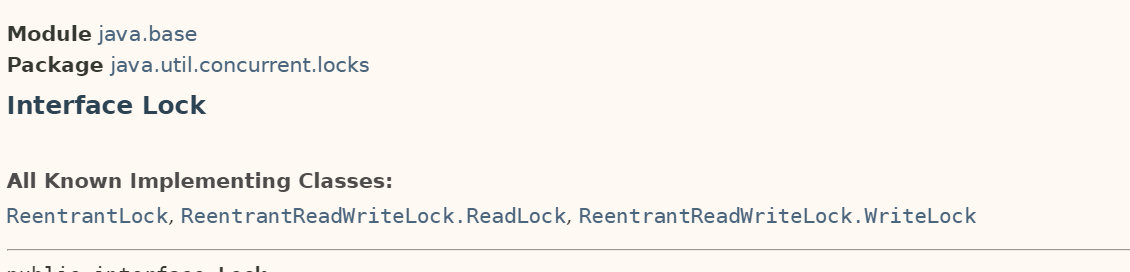 Module java.base
Package java.util.concurrent.locks
Interface Lock
All Known Implementing Classes:
ReentrantLock, ReentrantReadWriteLock.ReadLock, ReentrantReadWriteLock.WriteLock
public interface Lock